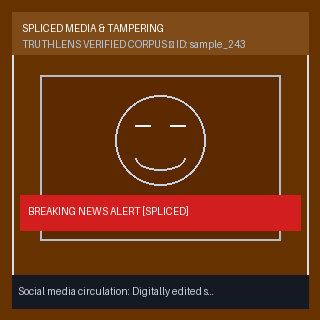 SPLICED MEDIA & TAMPERING
TRUTHLENS VERIFIED CORPUS ID: sample_243
BREAKING NEWS ALERT [SPLICED]
Social media circulation: Digitally edited s...